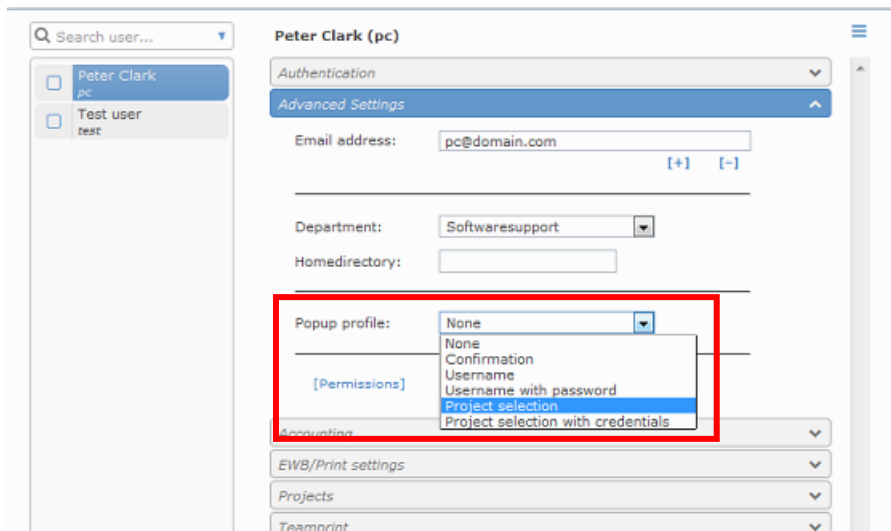 Search user...
Peter Clark
pc
Test user
test
Peter Clark (pc)
Authentication
Advanced Settings
Email address: pc@domain.com
[+] [-]
Department: Softwaresupport
Homedirectory:
Popup profile: None
None
Confirmation
Username
Username with password
[Permissions]
Project selection
Project selection with credentials
Accounting
EWB/Print settings
Projects
Teamprint